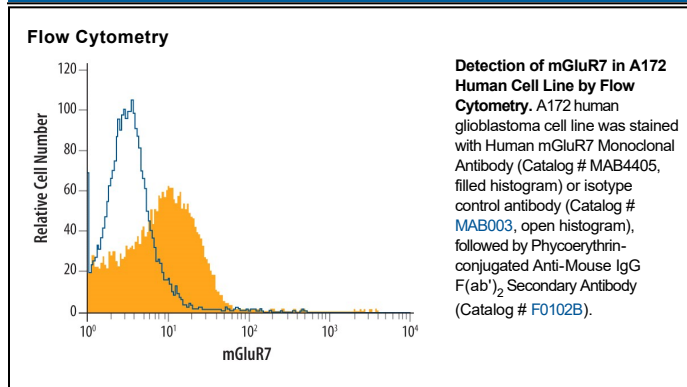 Flow Cytometry
120
100
80
60
40
20
0
Relative Cell Number
10⁰
10¹
10²
10³
10⁴
mGluR7
Detection of mGluR7 in A172
Human Cell Line by Flow
Cytometry. A172 human
glioblastoma cell line was stained
with Human mGluR7 Monoclonal
Antibody (Catalog # MAB4405,
filled histogram) or isotype
control antibody (Catalog #
MAB003, open histogram),
followed by Phycoerythrin-
conjugated Anti-Mouse IgG
F(ab')₂ Secondary Antibody
(Catalog # F0102B).